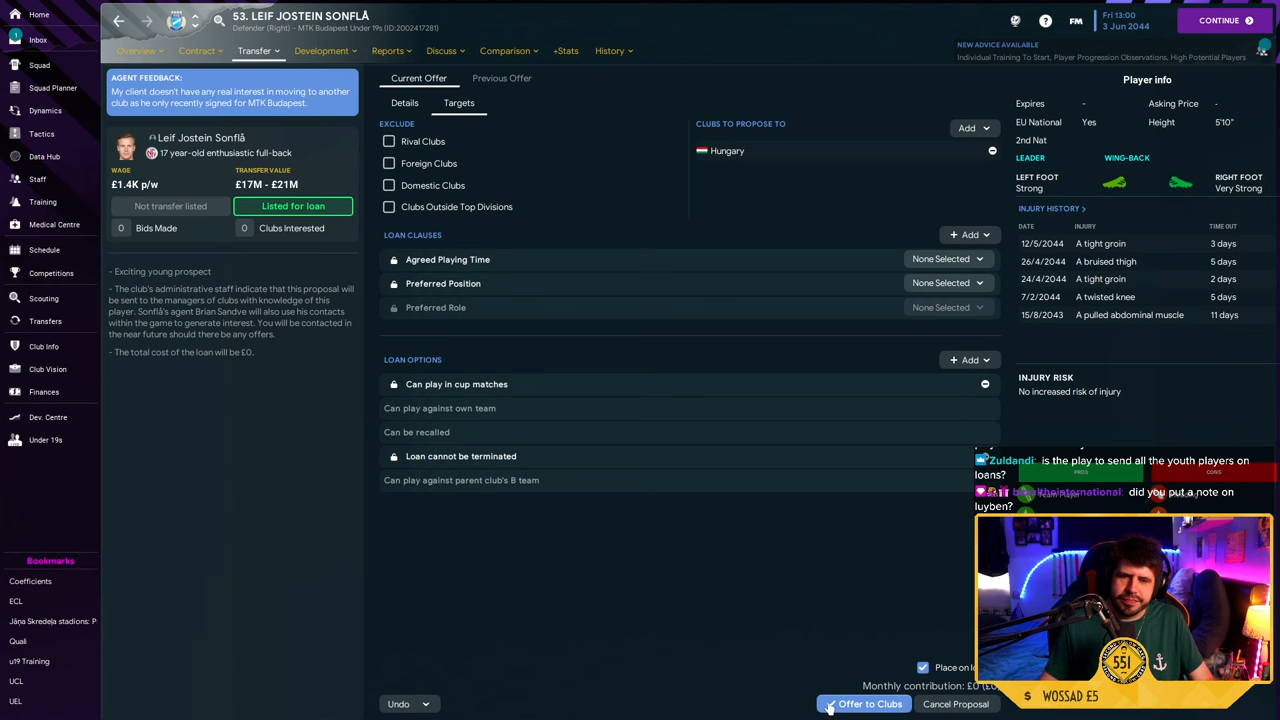 Home
Inbox
1
Squad
Squad Planner
Dynamics
Tactics
Data Hub
Staff
Training
Medical Centre
Schedule
Competitions
Scouting
Transfers
Club Info
Club Vision
Finances
Dev. Centre
Under 19s
Bookmarks
Coefficients
ECL
Jāņa Skredeļa stadions: P
Quali
u19 Training
UCL
UEL
53. LEIF JOSTEIN SONFLÅ
Defender (Right) - MTK Budapest Under 19s (ID:2002417281)
FM
Fri 13:00
3 Jun 2044
CONTINUE
Overview
Contract
Transfer
Development
Reports
Discuss
Comparison
+Stats
History
NEW ADVICE AVAILABLE
Individual Training To Start, Player Progression Observations, High Potential Players
AGENT FEEDBACK:
My client doesn't have any real interest in moving to another
club as he only recently signed for MTK Budapest.
Leif Jostein Sonflå
17 year-old enthusiastic full-back
WAGE TRANSFER VALUE
£1.4K p/w £17M - £21M
Not transfer listed Listed for loan
0 Bids Made 0 Clubs Interested
- Exciting young prospect
- The club's administrative staff indicate that this proposal
will be sent to the managers of clubs with knowledge of this
player. Sonflå's agent Brian Sandve will also use his contacts
within the game to generate interest. You will be contacted in
the near future should there be any offers.
- The total cost of the loan will be £0.
Current Offer Previous Offer
Details Targets
EXCLUDE
Rival Clubs
Foreign Clubs
Domestic Clubs
Clubs Outside Top Divisions
CLUBS TO PROPOSE TO
Add
Hungary
LOAN CLAUSES
+ Add
Agreed Playing Time None Selected
Preferred Position None Selected
Preferred Role None Selected
LOAN OPTIONS
+ Add
Can play in cup matches
Can play against own team
Can be recalled
Loan cannot be terminated
Can play against parent club's B team
Undo
Place on lo
Monthly contribution: £0 (£0
Offer to Clubs
Cancel Proposal
Player info
Expires - Asking Price -
EU National Yes Height 5'10"
2nd Nat
LEADER WING-BACK
LEFT FOOT RIGHT FOOT
Strong Very Strong
INJURY HISTORY
DATE INJURY TIME OUT
12/5/2044 A tight groin 3 days
26/4/2044 A bruised thigh 5 days
24/4/2044 A tight groin 2 days
7/2/2044 A twisted knee 5 days
15/8/2043 A pulled abdominal muscle 11 days
INJURY RISK
No increased risk of injury
PROS CONS
Zuldandi: is the play to send all the youth players on
loans?
did you put a note on
luyben?
551
$ WOSSAD £5